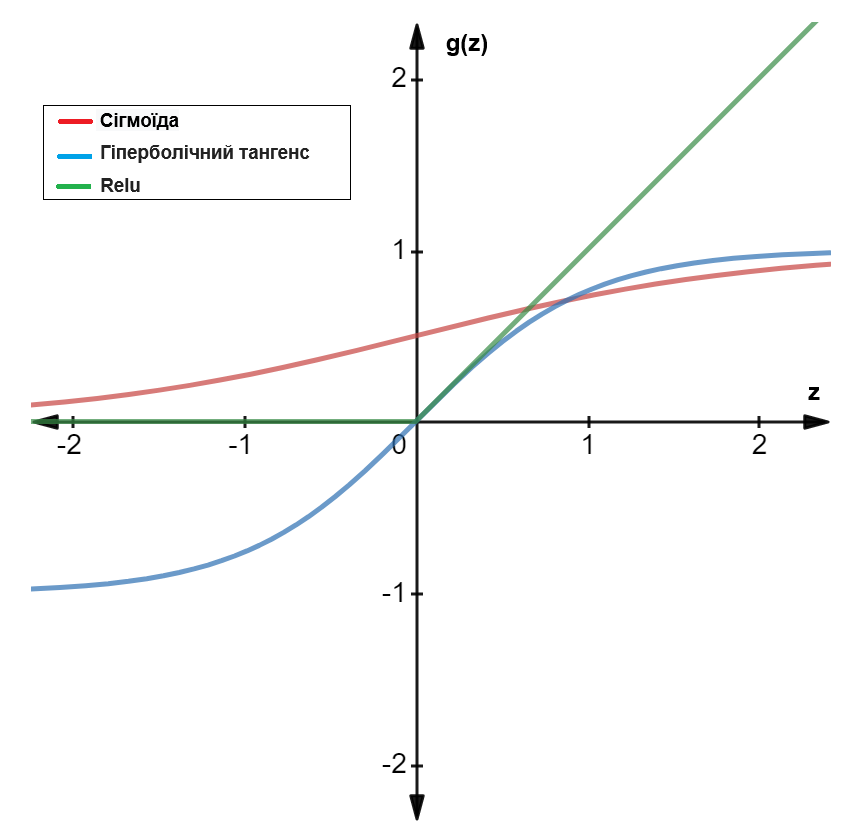 g(z)
2
Сігмоїда
Гіперболічний тангенс
Relu
1
z
-2 -1 0 1 2
-1
-2